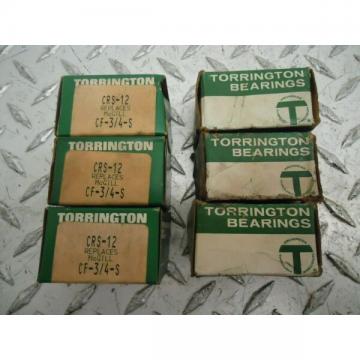 TORRINGTON
CRS-12
REPLACES
McGILL
CF-3/4-S
CRS-12
REPLACES
McGILL
CF-3/4-S
TORRINGTON
CRS-12
REPLACES
McGILL
CF-3/4-S
TORRINGTON
BEARINGS
TORRINGTON
BEARINGS
TORRINGTON
BEARINGS
T